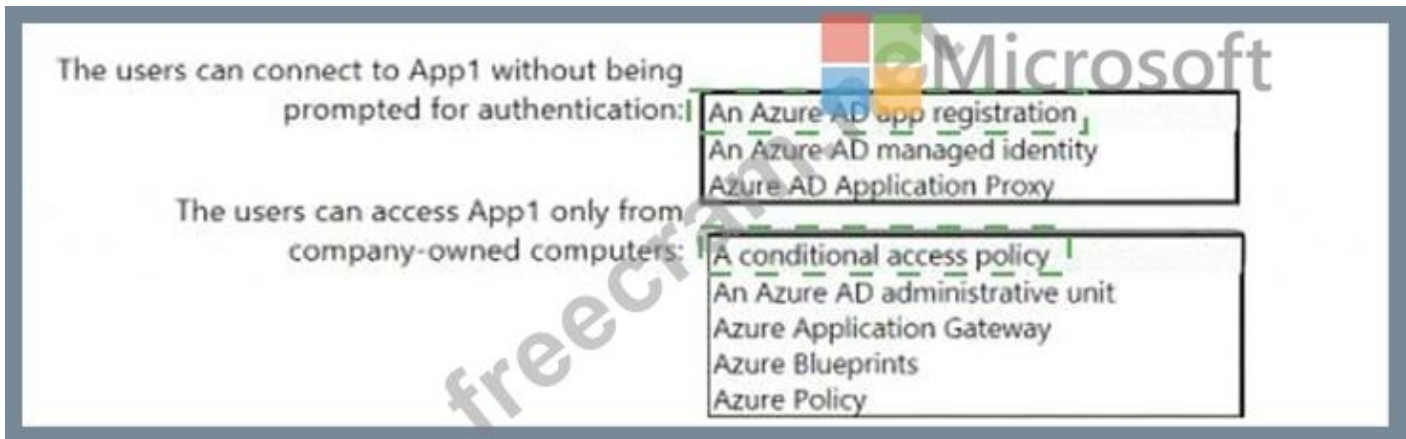 Microsoft
The users can connect to App1 without being
prompted for authentication:
An Azure AD app registration
An Azure AD managed identity
Azure AD Application Proxy
The users can access App1 only from
company-owned computers:
A conditional access policy
An Azure AD administrative unit
Azure Application Gateway
Azure Blueprints
Azure Policy